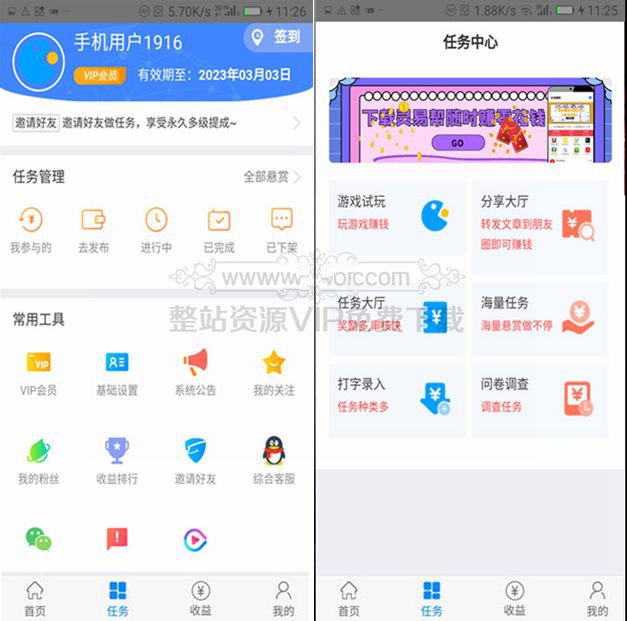 5.70K/s
11:26
手机用户1916
签到
VIP会员
有效期至：2023年03月03日
邀请好友 邀请好友做任务，享受永久多级提成~
任务管理
全部悬赏
我参与的
去发布
进行中
已完成
已下架
常用工具
VIP
VIP会员
基础设置
系统公告
我的关注
我的粉丝
收益排行
邀请好友
综合客服
首页
任务
收益
我的
1.88K/s
11:25
任务中心
下载贸易帮随时赚零花钱
GO
游戏试玩
玩游戏赚钱
分享大厅
转发文章到朋友
圈即可赚钱
任务大厅
奖励多,审核快
海量任务
海量悬赏做不停
打字录入
任务种类多
问卷调查
调查任务
首页
任务
收益
我的
整站资源VIP免费下载